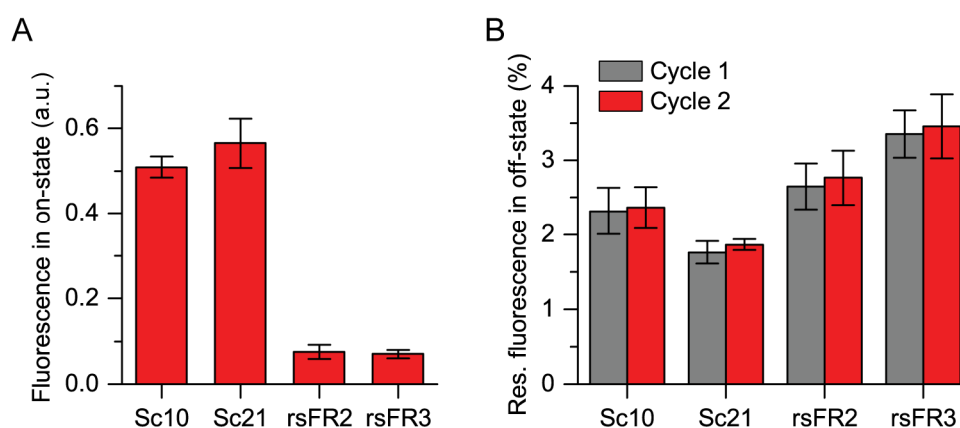 A
Fluorescence in on-state (a.u.)
0.6
0.4
0.2
0.0
Sc10 Sc21 rsFR2 rsFR3
B
Res. fluorescence in off-state (%)
Cycle 1
Cycle 2
4
3
2
1
0
Sc10 Sc21 rsFR2 rsFR3